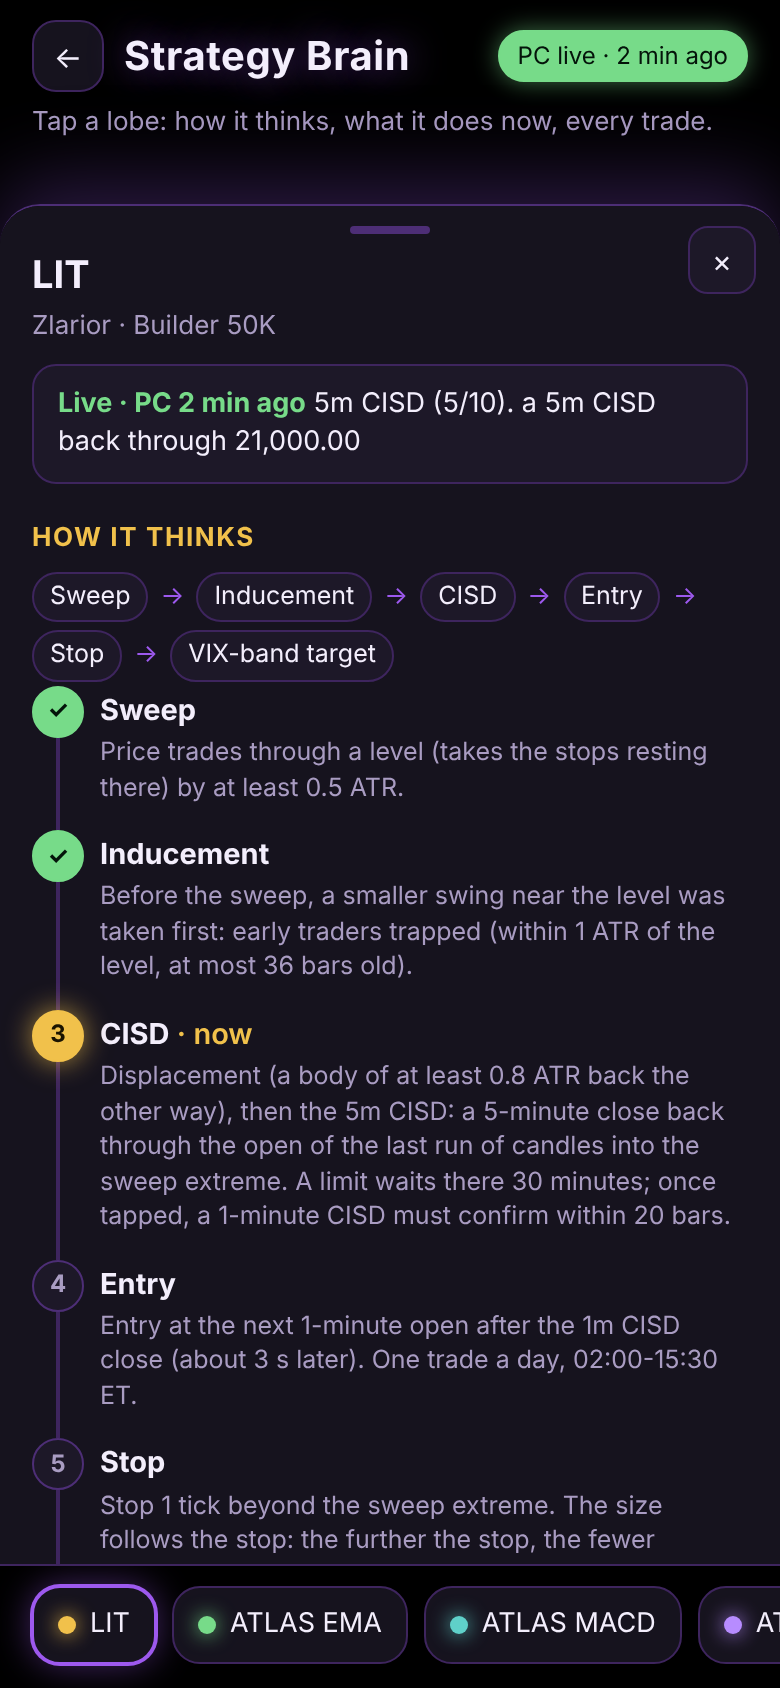 ←
Strategy Brain
PC live · 2 min ago
Tap a lobe: how it thinks, what it does now, every trade.
LIT
×
Zlarior · Builder 50K
Live · PC 2 min ago 5m CISD (5/10). a 5m CISD
back through 21,000.00
HOW IT THINKS
Sweep → Inducement → CISD → Entry →
Stop → VIX-band target
✓ Sweep
Price trades through a level (takes the stops resting
there) by at least 0.5 ATR.
✓ Inducement
Before the sweep, a smaller swing near the level was
taken first: early traders trapped (within 1 ATR of the
level, at most 36 bars old).
3 CISD · now
Displacement (a body of at least 0.8 ATR back the
other way), then the 5m CISD: a 5-minute close back
through the open of the last run of candles into the
sweep extreme. A limit waits there 30 minutes; once
tapped, a 1-minute CISD must confirm within 20 bars.
4 Entry
Entry at the next 1-minute open after the 1m CISD
close (about 3 s later). One trade a day, 02:00-15:30
ET.
5 Stop
Stop 1 tick beyond the sweep extreme. The size
follows the stop: the further the stop, the fewer
LIT
ATLAS EMA
ATLAS MACD